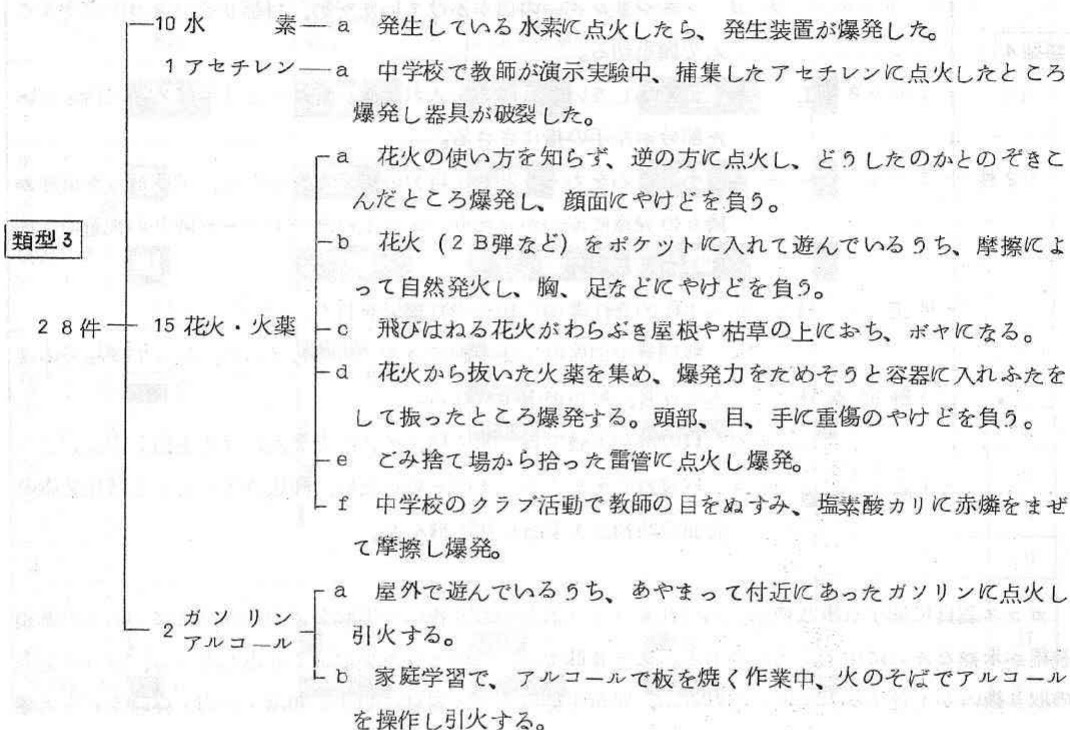 10 水 素 — a 発生している水素に点火したら、発生装置が爆発した。
1 アセチレン — a 中学校で教師が演示実験中、捕集したアセチレンに点火したところ
爆発し器具が破裂した。
a 花火の使い方を知らず、逆の方に点火し、どうしたのかとのぞきこ
んだところ爆発し、顔面にやけどを負う。
類型3
b 花火(2B弾など)をポケットに入れて遊んでいるうち、摩擦によ
って自然発火し、胸、足などにやけどを負う。
28件 — 15 花火・火薬
c 飛びはねる花火がわらぶき屋根や枯草の上におち、ボヤになる。
d 花火から抜いた火薬を集め、爆発力をためそうと容器に入れふたを
して振ったところ爆発する。頭部、目、手に重傷のやけどを負う。
e ごみ捨て場から拾った雷管に点火し爆発。
f 中学校のクラブ活動で教師の目をぬすみ、塩素酸カリに赤燐をまぜ
て摩擦し爆発。
a 屋外で遊んでいるうち、あやまって付近にあったガソリンに点火し
2 ガソリン
アルコール
引火する。
b 家庭学習で、アルコールで板を焼く作業中、火のそばでアルコール
を操作し引火する。